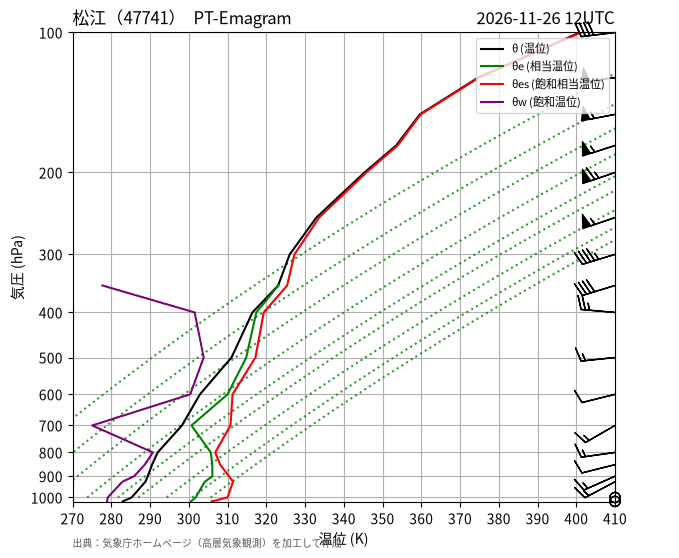 松江（47741） PT-Emagram
2026-11-26 12UTC
θ (温位)
θe (相当温位)
θes (飽和相当温位)
θw (飽和温位)
気圧 (hPa)
100
200
300
400
500
600
700
800
900
1000
270 280 290 300 310 320 330 340 350 360 370 380 390 400 410
温位 (K)
出典：気象庁ホームページ（高層気象観測）を加工して作成